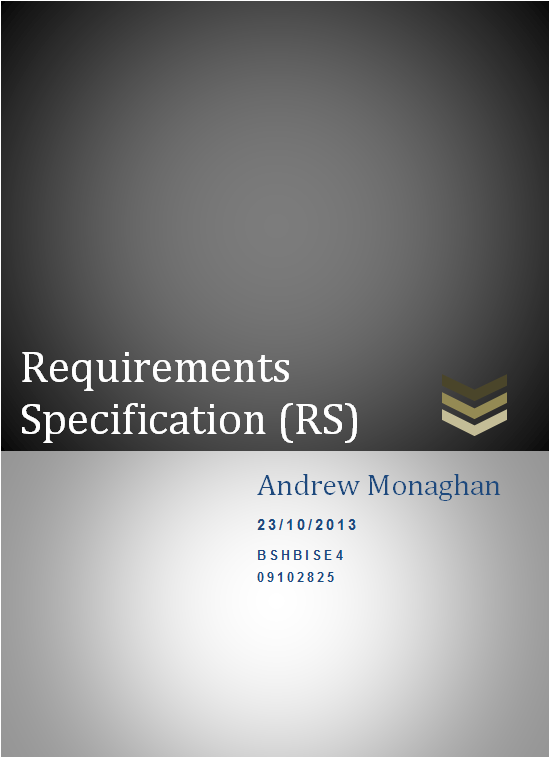 Requirements
Specification (RS)
Andrew Monaghan
23/10/2013
BSHBISE4
09102825